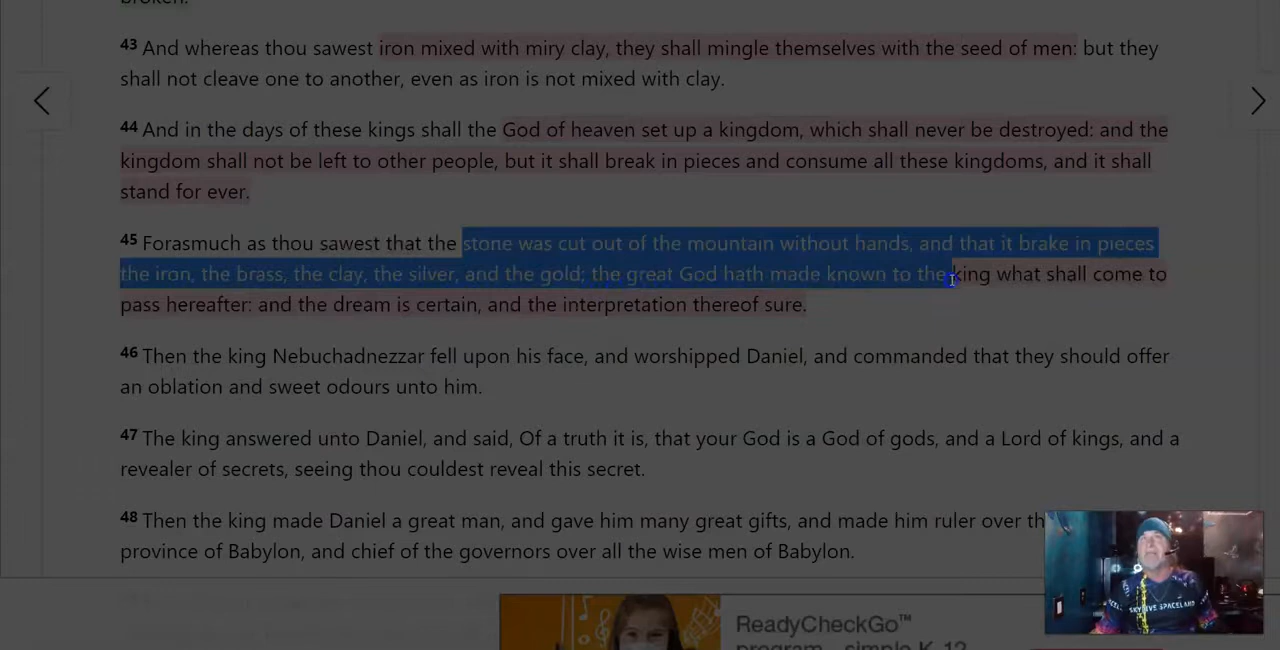 broken.
43 And whereas thou sawest iron mixed with miry clay, they shall mingle themselves with the seed of men: but they
shall not cleave one to another, even as iron is not mixed with clay.
44 And in the days of these kings shall the God of heaven set up a kingdom, which shall never be destroyed: and the
kingdom shall not be left to other people, but it shall break in pieces and consume all these kingdoms, and it shall
stand for ever.
45 Forasmuch as thou sawest that the stone was cut out of the mountain without hands, and that it brake in pieces
the iron, the brass, the clay, the silver, and the gold; the great God hath made known to the king what shall come to
pass hereafter: and the dream is certain, and the interpretation thereof sure.
46 Then the king Nebuchadnezzar fell upon his face, and worshipped Daniel, and commanded that they should offer
an oblation and sweet odours unto him.
47 The king answered unto Daniel, and said, Of a truth it is, that your God is a God of gods, and a Lord of kings, and a
revealer of secrets, seeing thou couldest reveal this secret.
48 Then the king made Daniel a great man, and gave him many great gifts, and made him ruler over
province of Babylon, and chief of the governors over all the wise men of Babylon.
ReadyCheckGo™
program simple K-12